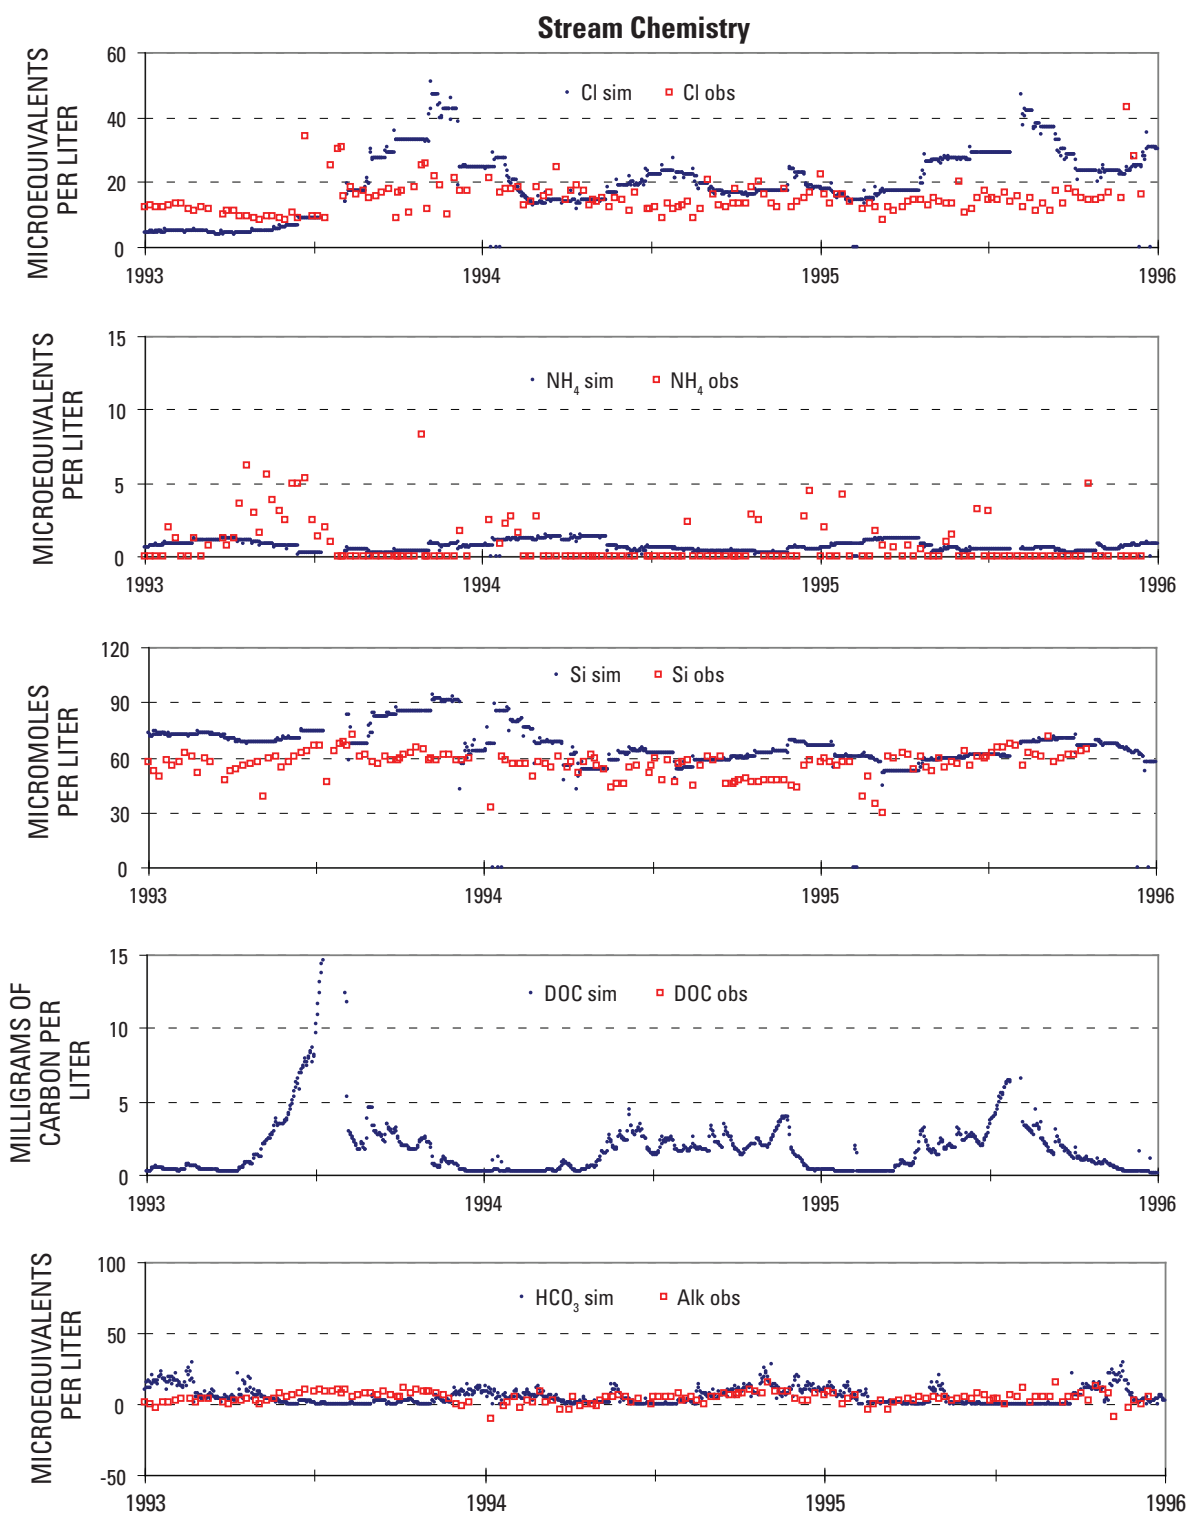 Stream Chemistry
MICROEQUIVALENTS
PER LITER
60
40
20
0
Cl sim
Cl obs
1993
1994
1995
1996
MICROEQUIVALENTS
PER LITER
15
10
5
0
NH4 sim
NH4 obs
1993
1994
1995
1996
MICROMOLES
PER LITER
120
90
60
30
0
Si sim
Si obs
1993
1994
1995
1996
MILLIGRAMS OF
CARBON PER
LITER
15
10
5
0
DOC sim
DOC obs
1993
1994
1995
1996
MICROEQUIVALENTS
PER LITER
100
50
0
-50
HCO3 sim
Alk obs
1993
1994
1995
1996